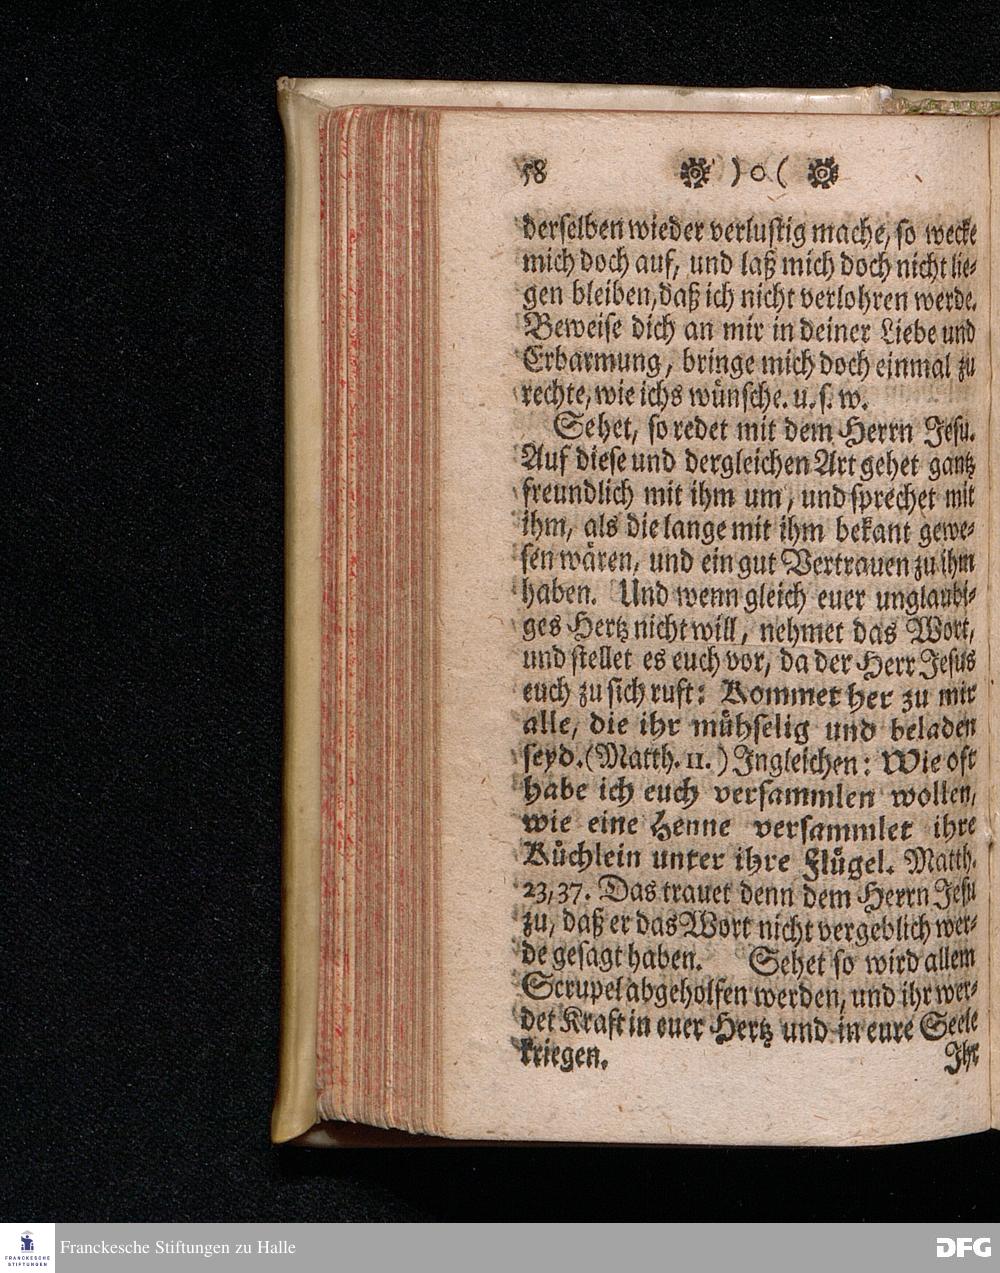 58 ) o (
derselben wieder verlustig mache, so wecke
mich doch auf, und laß mich doch nicht lie-
gen bleiben, daß ich nicht verlohren werde.
Beweise dich an mir in deiner Liebe und
Erbarmung, bringe mich doch einmal zu
rechte, wie ichs wünsche. u. s. w.
Sehet, so redet mit dem Herrn Jesu.
Auf diese und dergleichen Art gehet gantz
freundlich mit ihm um, und sprechet mit
ihm, als die lange mit ihm bekant gewe-
sen wären, und ein gut Vertrauen zu ihm
haben. Und wenn gleich euer unglaubi-
ges Hertz nicht will, nehmet das Wort,
und stellet es euch vor, da der Herr Jesus
euch zu sich ruft: Kommet her zu mir
alle, die ihr mühselig und beladen
seyd. (Matth. 11.) Ingleichen: Wie oft
habe ich euch versammlen wollen,
wie eine Henne versammlet ihre
Küchlein unter ihre Flügel. Matth.
23, 37. Das trauet denn dem Herrn Jesu
zu, daß er das Wort nicht vergeblich wer-
de gesagt haben. Sehet so wird allem
Scrupel abgeholfen werden, und ihr wer-
det Kraft in euer Hertz und in eure Seele
kriegen. Ihr
FRANCKESCHE
STIFTUNGEN
Franckesche Stiftungen zu Halle
DFG